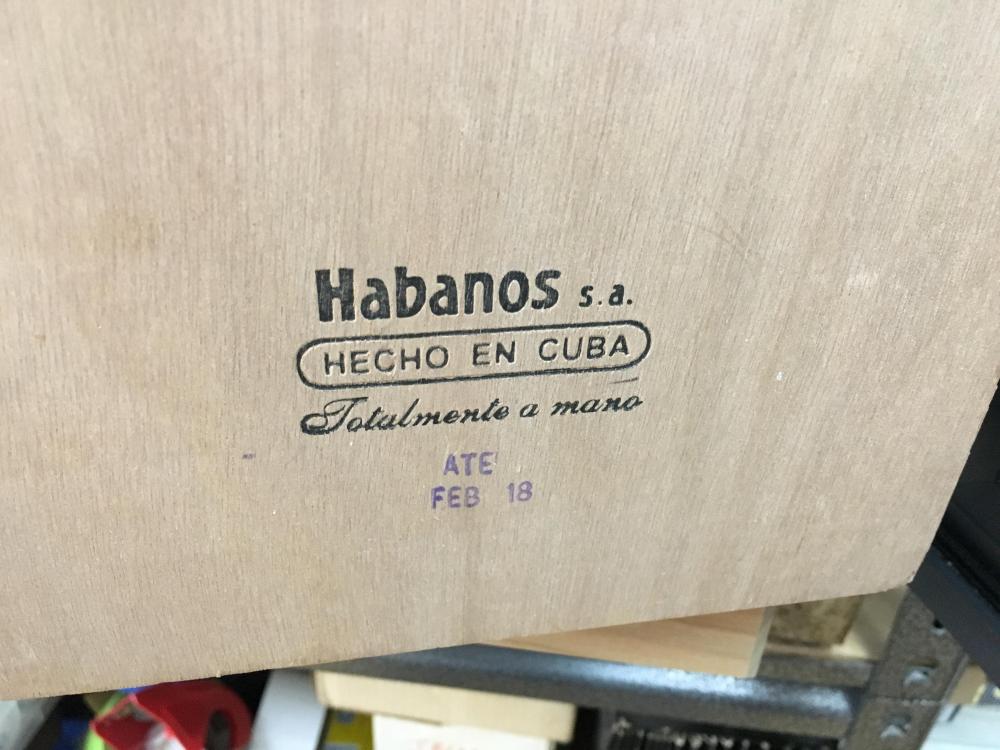 Habanos s.a.
HECHO EN CUBA
Totalmente a mano
ATE
FEB 18